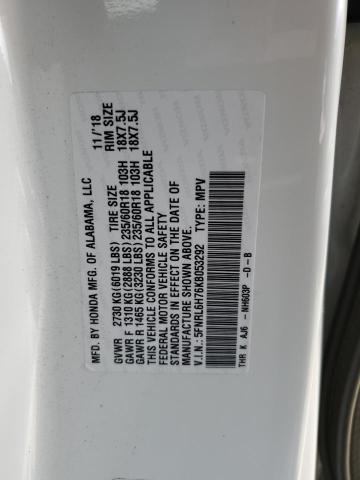 MFD. BY HONDA MFG. OF ALABAMA, LLC 11/'18
GVWR 2730 KG(6019 LBS) TIRE SIZE RIM SIZE
GAWR F 1310 KG(2888 LBS) 235/60R18 103H 18X7.5J
GAWR R 1465 KG(3230 LBS) 235/60R18 103H 18X7.5J
THIS VEHICLE CONFORMS TO ALL APPLICABLE
FEDERAL MOTOR VEHICLE SAFETY
STANDARDS IN EFFECT ON THE DATE OF
MANUFACTURE SHOWN ABOVE.
V.I.N.: 5FNRL6H76KB053292 TYPE: MPV
THR K AJ6 - NH603P -D-B